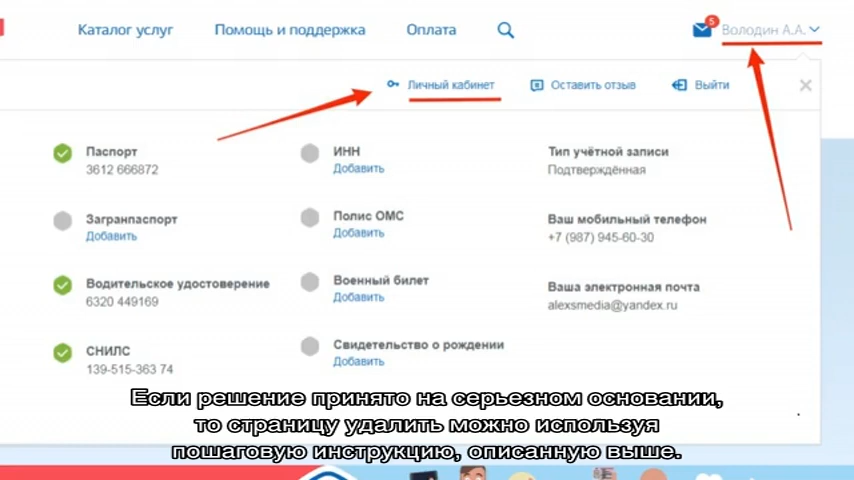 Каталог услуг Помощь и поддержка Оплата 5 Володин А.А.
Личный кабинет Оставить отзыв Выйти
Паспорт
3612 666872
Загранпаспорт
Добавить
Водительское удостоверение
6320 449169
СНИЛС
139-515-363 74
ИНН
Добавить
Полис ОМС
Добавить
Военный билет
Добавить
Свидетельство о рождении
Добавить
Тип учётной записи
Подтверждённая
Ваш мобильный телефон
+7 (987) 945-60-30
Ваша электронная почта
alexsmedia@yandex.ru
Если решение принято на серьезном основании,
то страницу удалить можно используя
пошаговую инструкцию, описанную выше.